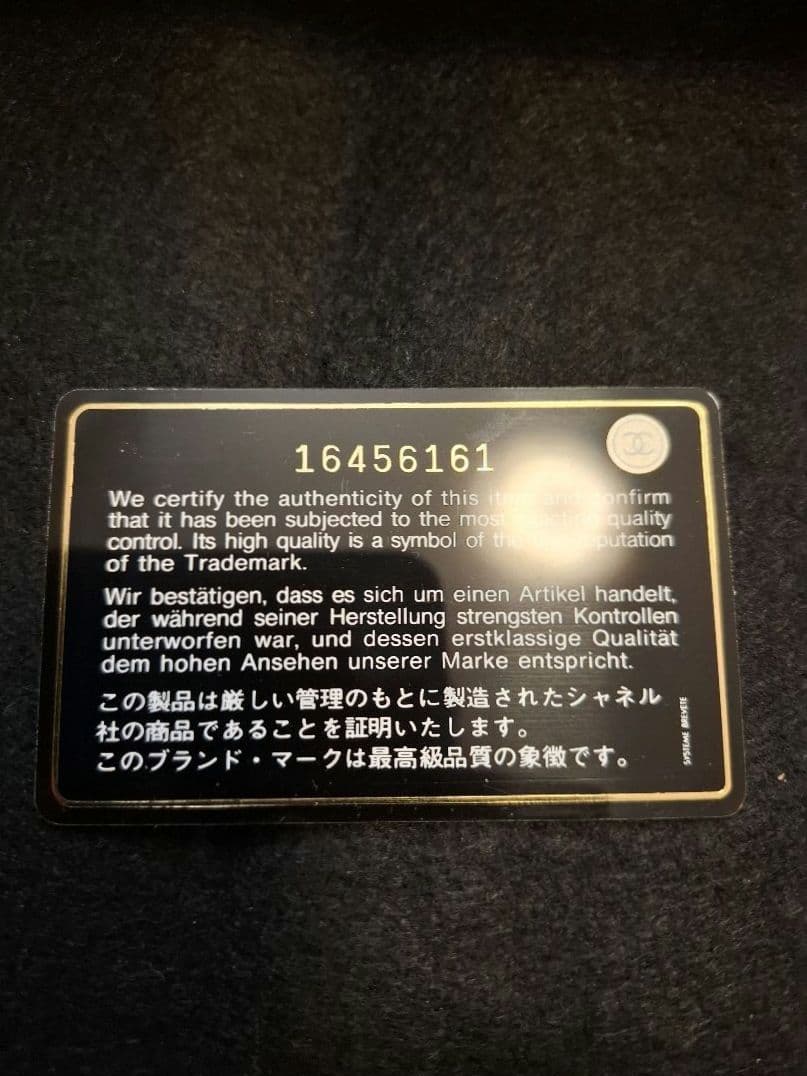 16456161
We certify the authenticity of this item and confirm
that it has been subjected to the most quality
control. Its high quality is a symbol of the reputation
of the Trademark.
Wir bestätigen, dass es sich um einen Artikel handelt,
der während seiner Herstellung strengsten Kontrollen
unterworfen war, und dessen erstklassige Qualität
dem hohen Ansehen unserer Marke entspricht.
この製品は厳しい管理のもとに製造されたシャネル
社の商品であることを証明いたします。
このブランド・マークは最高級品質の象徴です。
SYSTEME BREVETE